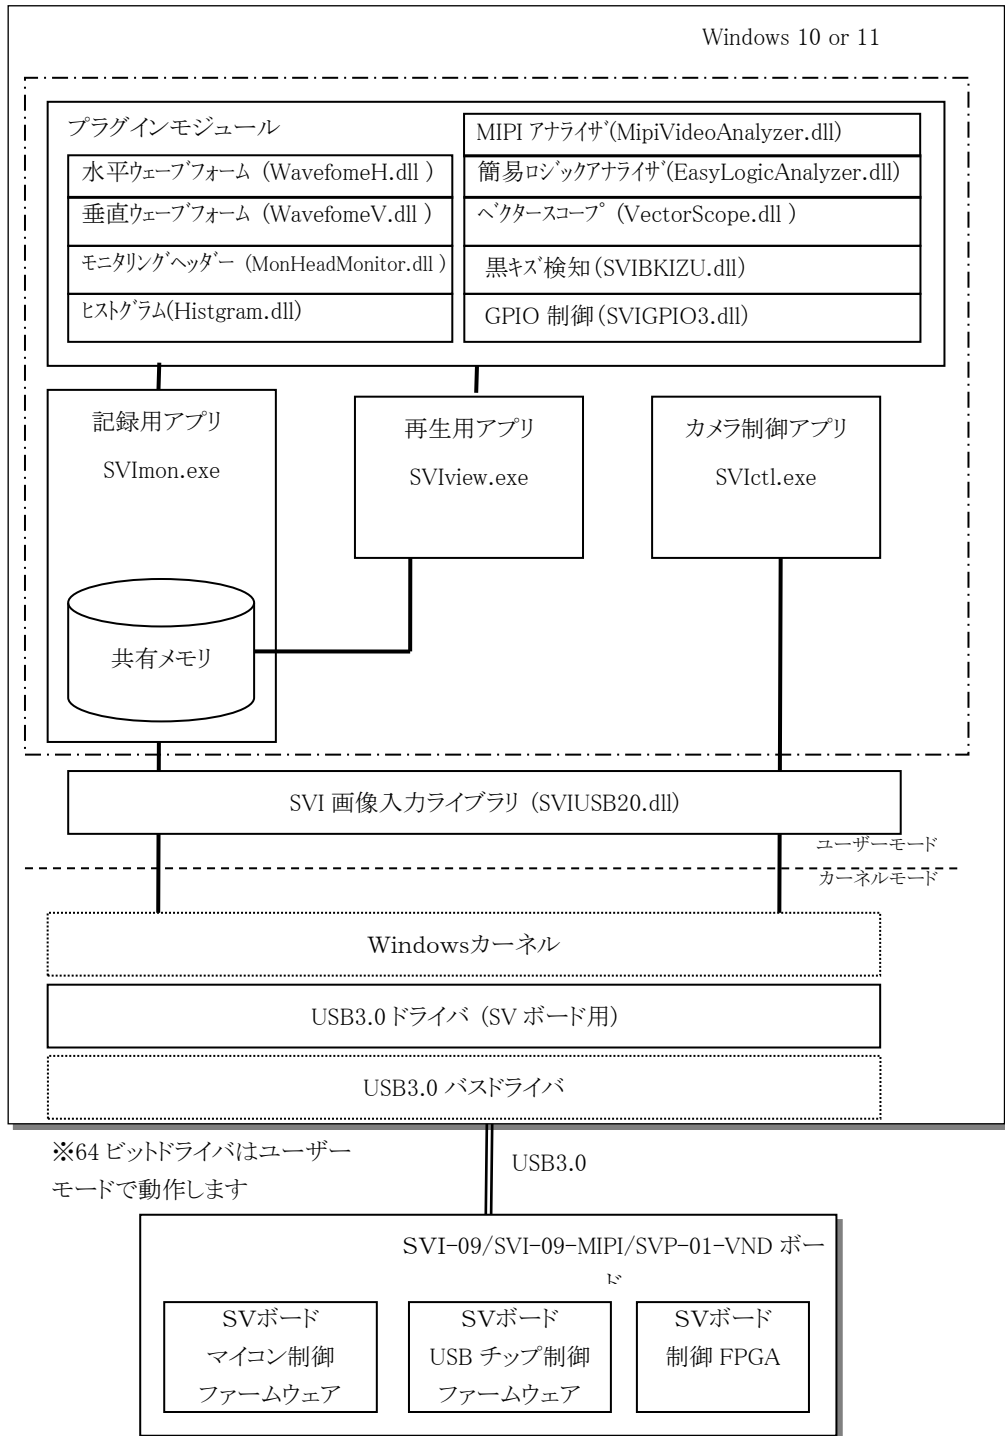 Windows 10 or 11
プラグインモジュール
水平ウェーブフォーム (WavefomeH.dll )
垂直ウェーブフォーム (WavefomeV.dll )
モニタリングヘッダー (MonHeadMonitor.dll )
ヒストグラム(Histgram.dll)
MIPI アナライザ(MipiVideoAnalyzer.dll)
簡易ロジックアナライザ(EasyLogicAnalyzer.dll)
ベクタースコープ (VectorScope.dll )
黒キズ検知(SVIBKIZU.dll)
GPIO 制御(SVIGPIO3.dll)
記録用アプリ
SVImon.exe
共有メモリ
再生用アプリ
SVIview.exe
カメラ制御アプリ
SVIctl.exe
SVI 画像入力ライブラリ (SVIUSB20.dll)
ユーザーモード
カーネルモード
Windowsカーネル
USB3.0 ドライバ (SV ボード用)
USB3.0 バスドライバ
※64 ビットドライバはユーザー
モードで動作します
USB3.0
SVI-09/SVI-09-MIPI/SVP-01-VND ボー
ド
SVボード
マイコン制御
ファームウェア
SVボード
USB チップ制御
ファームウェア
SVボード
制御 FPGA